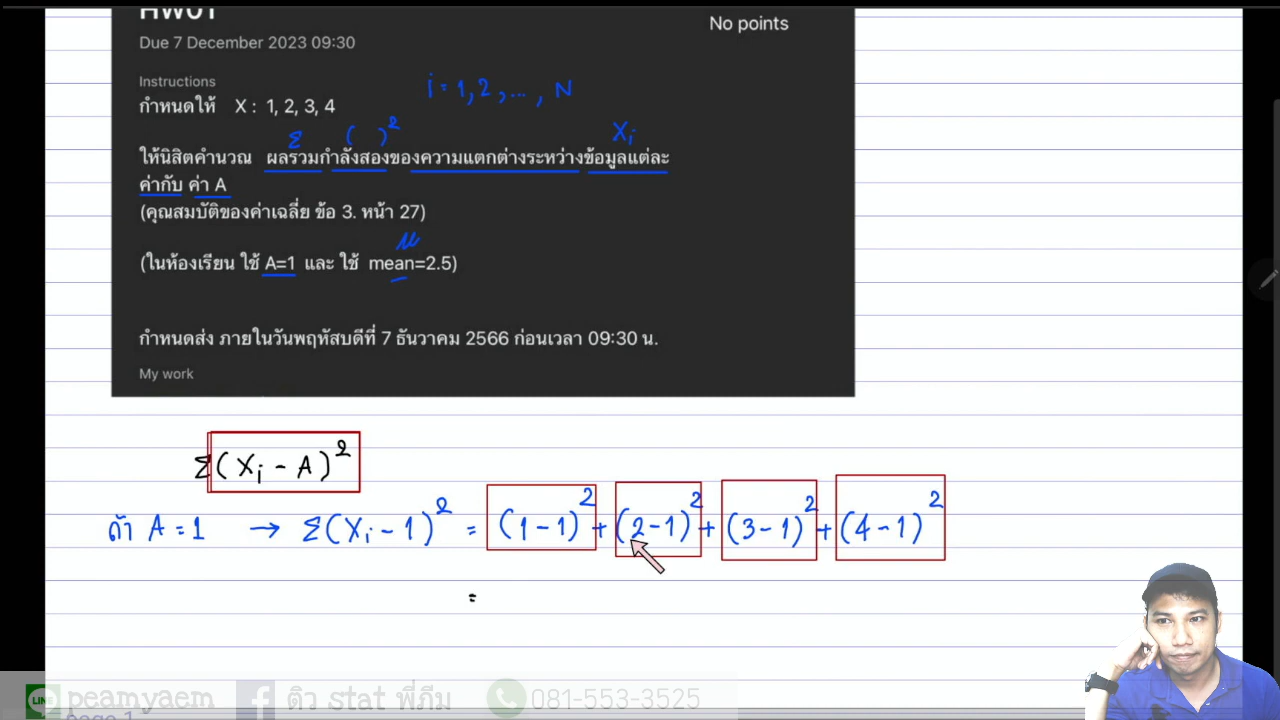 HW01
No points
Due 7 December 2023 09:30
Instructions
i = 1, 2, ..., N
กำหนดให้ X : 1, 2, 3, 4
Σ ( )² Xi
ให้นิสิตคำนวณ ผลรวมกำลังสองของความแตกต่างระหว่างข้อมูลแต่ละ
ค่ากับ ค่า A
(คุณสมบัติของค่าเฉลี่ย ข้อ 3. หน้า 27)
μ
(ในห้องเรียน ใช้ A=1 และ ใช้ mean=2.5)
กำหนดส่ง ภายในวันพฤหัสบดีที่ 7 ธันวาคม 2566 ก่อนเวลา 09:30 น.
My work
Σ(Xi - A)²
ถ้า A = 1 → Σ(Xi - 1)² = (1-1)² + (2-1)² + (3-1)² + (4-1)²
=
LINE peamyaem f ติว stat พี่ภีม 081-553-3525
page 1